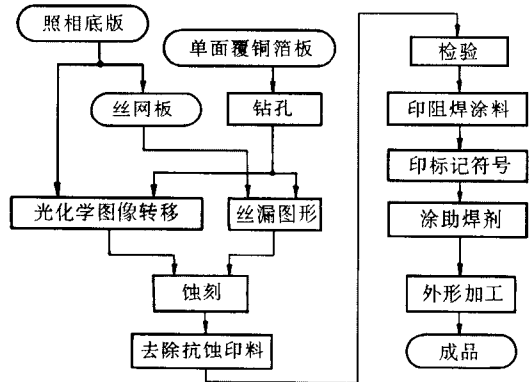 照相底版
单面覆铜箔板
丝网板
钻孔
光化学图像转移
丝漏图形
蚀刻
去除抗蚀印料
检验
印阻焊涂料
印标记符号
涂助焊剂
外形加工
成品